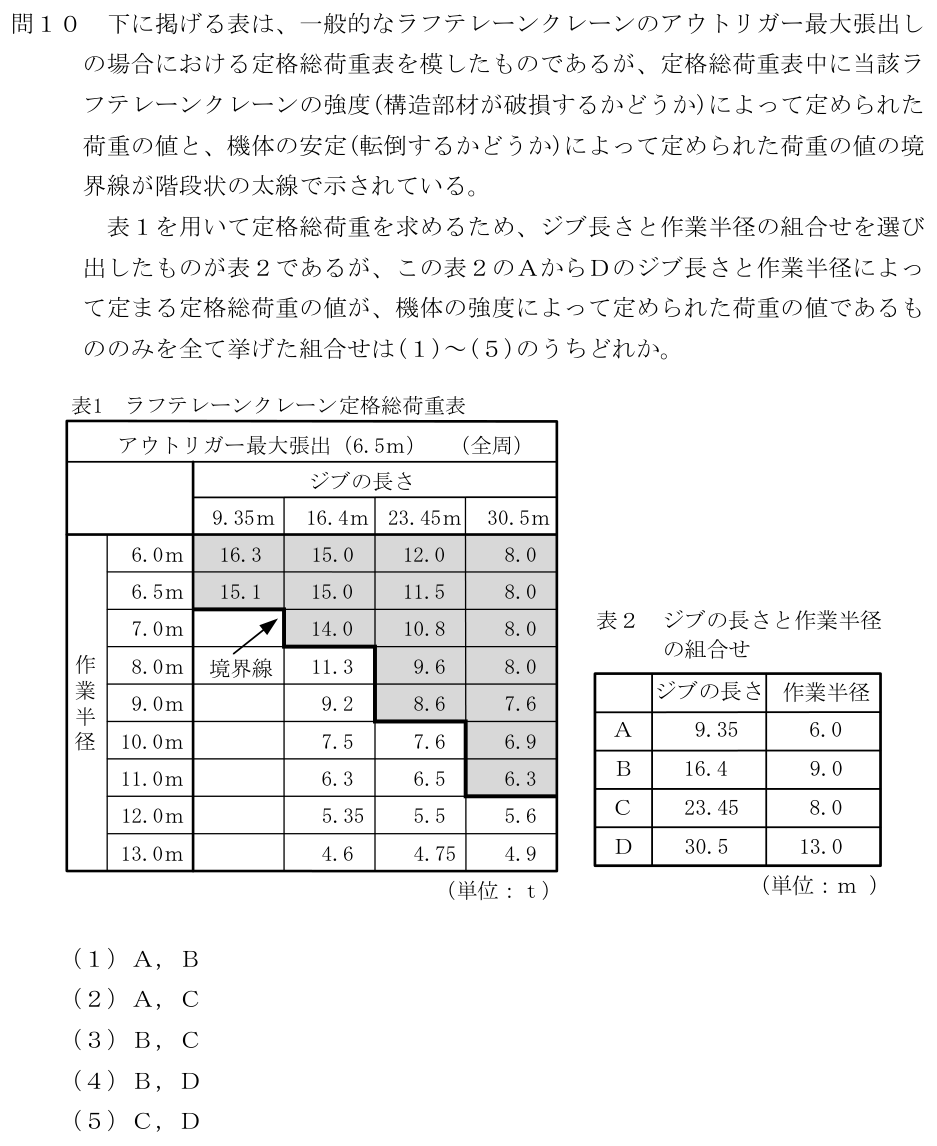 問１０　下に掲げる表は、一般的なラフテレーンクレーンのアウトリガー最大張出し
の場合における定格総荷重表を模したものであるが、定格総荷重表中に当該ラ
フテレーンクレーンの強度(構造部材が破損するかどうか)によって定められた
荷重の値と、機体の安定(転倒するかどうか)によって定められた荷重の値の境
界線が階段状の太線で示されている。
表１を用いて定格総荷重を求めるため、ジブ長さと作業半径の組合せを選び
出したものが表２であるが、この表２のＡからＤのジブ長さと作業半径によっ
て定まる定格総荷重の値が、機体の強度によって定められた荷重の値であるも
ののみを全て挙げた組合せは(１)～(５)のうちどれか。
表1　ラフテレーンクレーン定格総荷重表
アウトリガー最大張出（6.5m）　（全周）
ジブの長さ
9.35m 16.4m 23.45m 30.5m
作業半径
6.0m 16.3 15.0 12.0 8.0
6.5m 15.1 15.0 11.5 8.0
7.0m 14.0 10.8 8.0
8.0m 境界線 11.3 9.6 8.0
9.0m 9.2 8.6 7.6
10.0m 7.5 7.6 6.9
11.0m 6.3 6.5 6.3
12.0m 5.35 5.5 5.6
13.0m 4.6 4.75 4.9
（単位：ｔ）
表２　ジブの長さと作業半径
の組合せ
ジブの長さ 作業半径
A 9.35 6.0
B 16.4 9.0
C 23.45 8.0
D 30.5 13.0
（単位：ｍ ）
(１) Ａ，Ｂ
(２) Ａ，Ｃ
(３) Ｂ，Ｃ
(４) Ｂ，Ｄ
(５) Ｃ，Ｄ